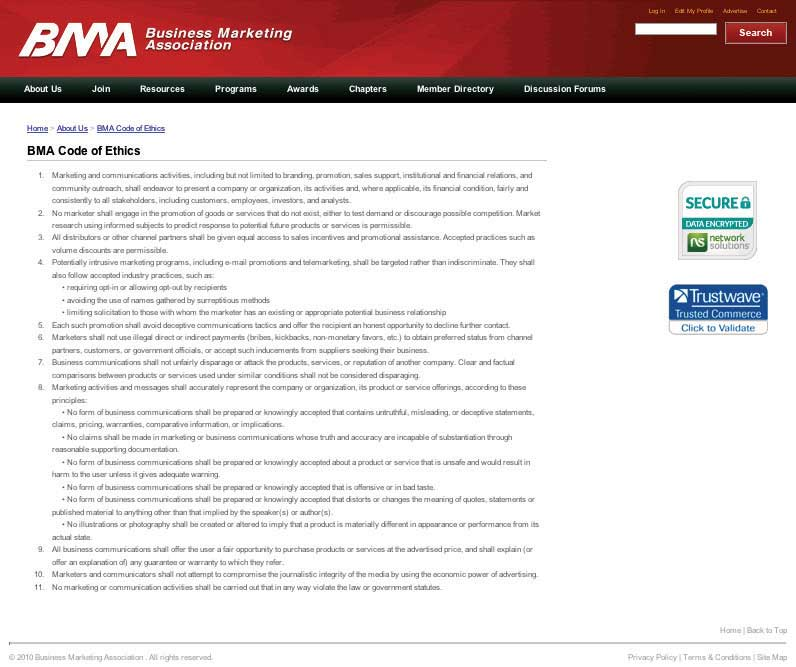 Log In Edit My Profile Advertise Contact
BMA Business Marketing
Association
Search
About Us Join Resources Programs Awards Chapters Member Directory Discussion Forums
Home > About Us > BMA Code of Ethics
BMA Code of Ethics
1. Marketing and communications activities, including but not limited to branding, promotion, sales support, institutional and financial relations, and
community outreach, shall endeavor to present a company or organization, its activities and, where applicable, its financial condition, fairly and
consistently to all stakeholders, including customers, employees, investors, and analysts.
2. No marketer shall engage in the promotion of goods or services that do not exist, either to test demand or discourage possible competition. Market
research using informed subjects to predict response to potential future products or services is permissible.
3. All distributors or other channel partners shall be given equal access to sales incentives and promotional assistance. Accepted practices such as
volume discounts are permissible.
4. Potentially intrusive marketing programs, including e-mail promotions and telemarketing, shall be targeted rather than indiscriminate. They shall
also follow accepted industry practices, such as:
• requiring opt-in or allowing opt-out by recipients
• avoiding the use of names gathered by surreptitious methods
• limiting solicitation to those with whom the marketer has an existing or appropriate potential business relationship
5. Each such promotion shall avoid deceptive communications tactics and offer the recipient an honest opportunity to decline further contact.
6. Marketers shall not use illegal direct or indirect payments (bribes, kickbacks, non-monetary favors, etc.) to obtain preferred status from channel
partners, customers, or government officials, or accept such inducements from suppliers seeking their business.
7. Business communications shall not unfairly disparage or attack the products, services, or reputation of another company. Clear and factual
comparisons between products or services used under similar conditions shall not be considered disparaging.
8. Marketing activities and messages shall accurately represent the company or organization, its product or service offerings, according to these
principles:
• No form of business communications shall be prepared or knowingly accepted that contains untruthful, misleading, or deceptive statements,
claims, pricing, warranties, comparative information, or implications.
• No claims shall be made in marketing or business communications whose truth and accuracy are incapable of substantiation through
reasonable supporting documentation.
• No form of business communications shall be prepared or knowingly accepted about a product or service that is unsafe and would result in
harm to the user unless it gives adequate warning.
• No form of business communications shall be prepared or knowingly accepted that is offensive or in bad taste.
• No form of business communications shall be prepared or knowingly accepted that distorts or changes the meaning of quotes, statements or
published material to anything other than that implied by the speaker(s) or author(s).
• No illustrations or photography shall be created or altered to imply that a product is materially different in appearance or performance from its
actual state.
9. All business communications shall offer the user a fair opportunity to purchase products or services at the advertised price, and shall explain (or
offer an explanation of) any guarantee or warranty to which they refer.
10. Marketers and communicators shall not attempt to compromise the journalistic integrity of the media by using the economic power of advertising.
11. No marketing or communication activities shall be carried out that in any way violate the law or government statutes.
SECURE
DATA ENCRYPTED
ns network
solutions
Trustwave
Trusted Commerce
Click to Validate
Home | Back to Top
© 2010 Business Marketing Association . All rights reserved.
Privacy Policy | Terms & Conditions | Site Map